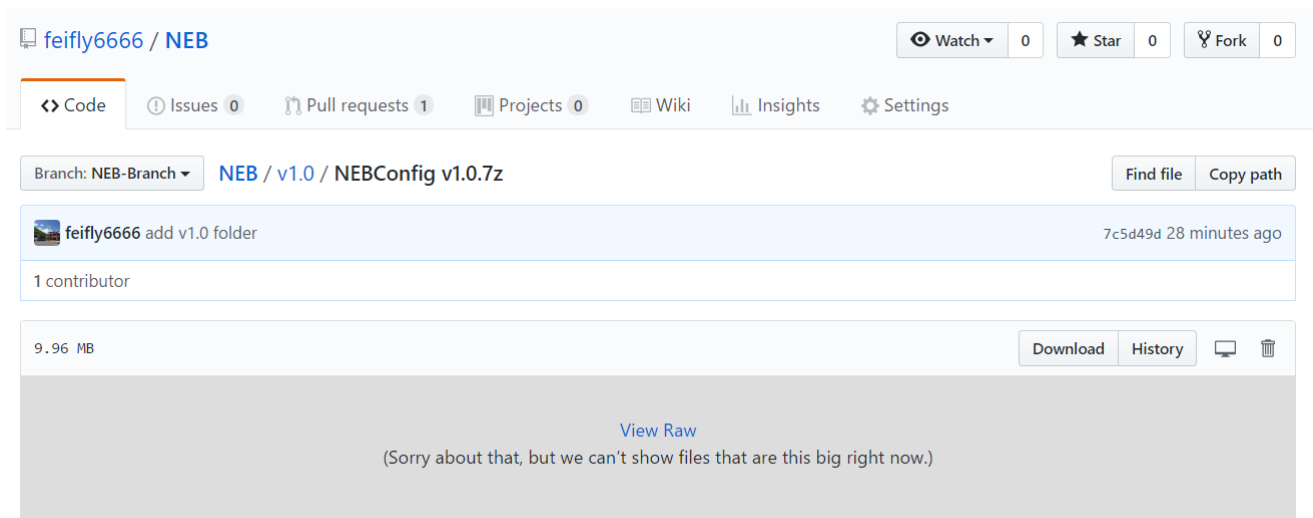 feifly6666 / NEB Watch 0 Star 0 Fork 0
Code Issues 0 Pull requests 1 Projects 0 Wiki Insights Settings
Branch: NEB-Branch NEB / v1.0 / NEBConfig v1.0.7z Find file Copy path
feifly6666 add v1.0 folder 7c5d49d 28 minutes ago
1 contributor
9.96 MB Download History
View Raw
(Sorry about that, but we can't show files that are this big right now.)